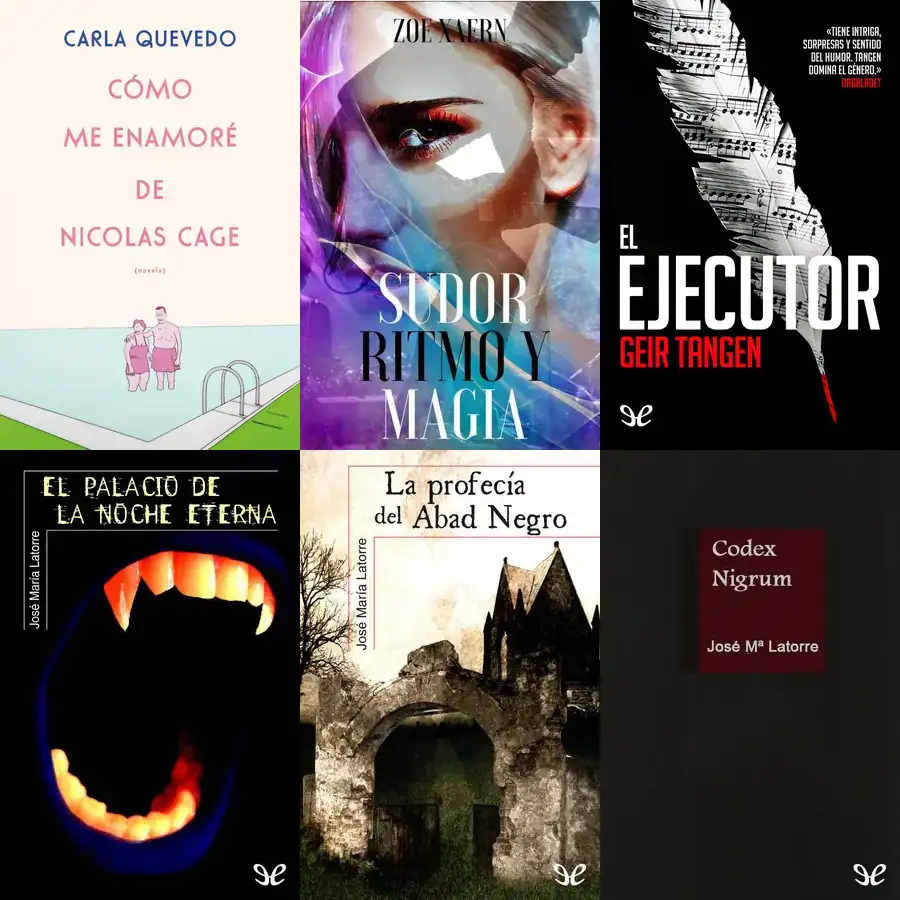 CARLA QUEVEDO
CÓMO
ME ENAMORÉ
DE
NICOLAS CAGE
(novela)
ZOE XAERN
SUDOR
RITMO Y
MAGIA
«TIENE INTRIGA,
SORPRESAS Y SENTIDO
DEL HUMOR. TANGEN
DOMINA EL GÉNERO.»
DAGBLADET
EL
EJECUTOR
GEIR TANGEN
EL PALACIO DE
LA NOCHE ETERNA
José María Latorre
La profecía
del Abad Negro
José María Latorre
Codex
Nigrum
José Mª Latorre